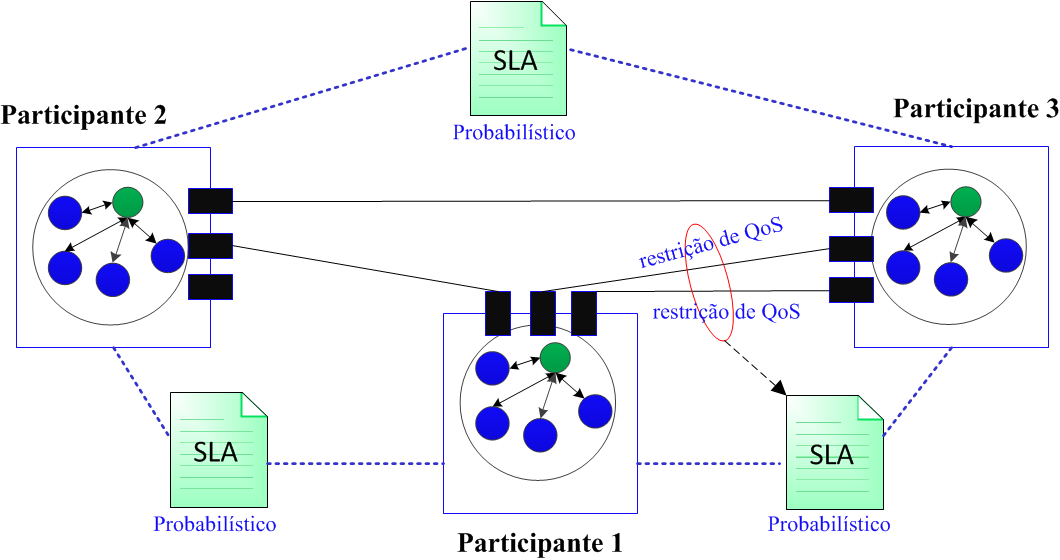 SLA
Probabilístico
Participante 2
Participante 3
restrição de QoS
restrição de QoS
SLA
Probabilístico
SLA
Probabilístico
Participante 1